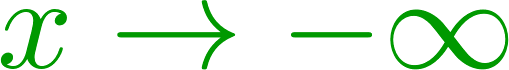 x → −∞